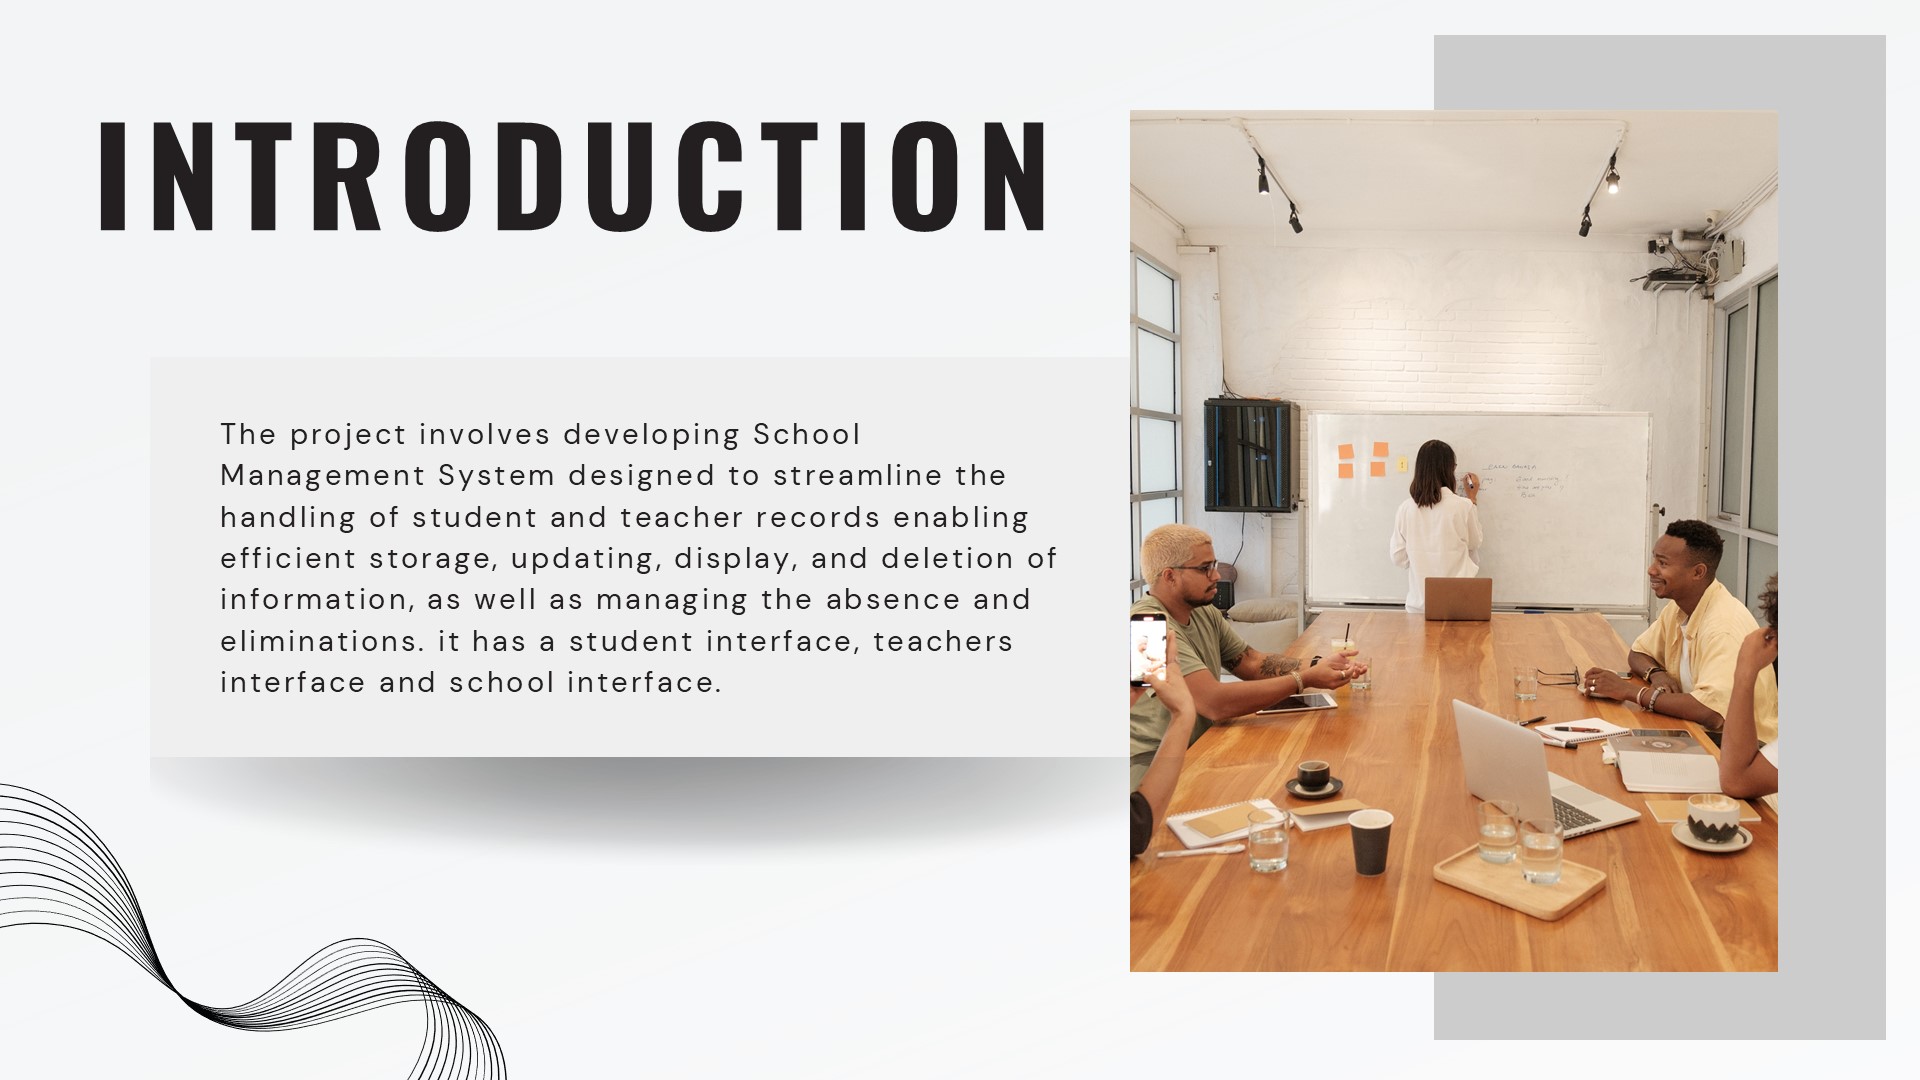 INTRODUCTION
The project involves developing School
Management System designed to streamline the
handling of student and teacher records enabling
efficient storage, updating, display, and deletion of
information, as well as managing the absence and
eliminations. it has a student interface, teachers
interface and school interface.